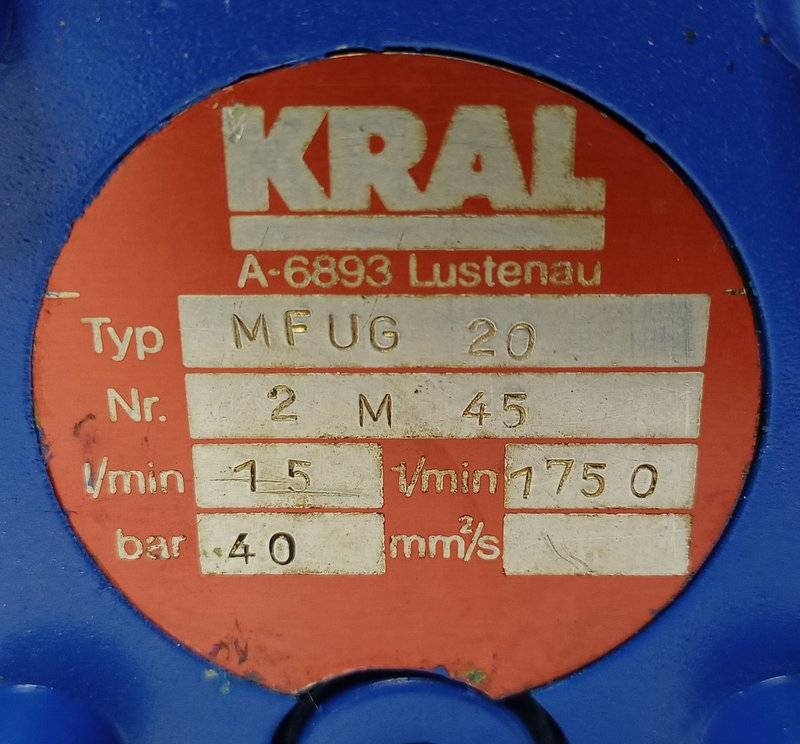 KRAL
A-6893 Lustenau
Typ MFUG 20
Nr. 2 M 45
l/min 15 1/min 1750
bar 40 mm²/s